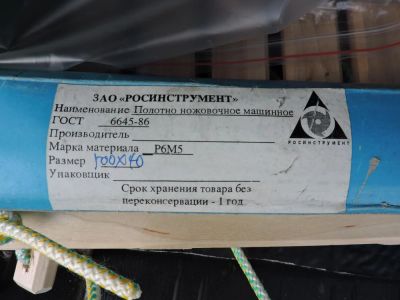 ЗАО «РОСИНСТРУМЕНТ»
Наименование Полотно ножовочное машинное
ГОСТ 6645-86
Производитель
Марка материала Р6М5
Размер 700х40
Упаковщик
Срок хранения товара без
переконсервации - 1 год
РОСИНСТРУМЕНТ